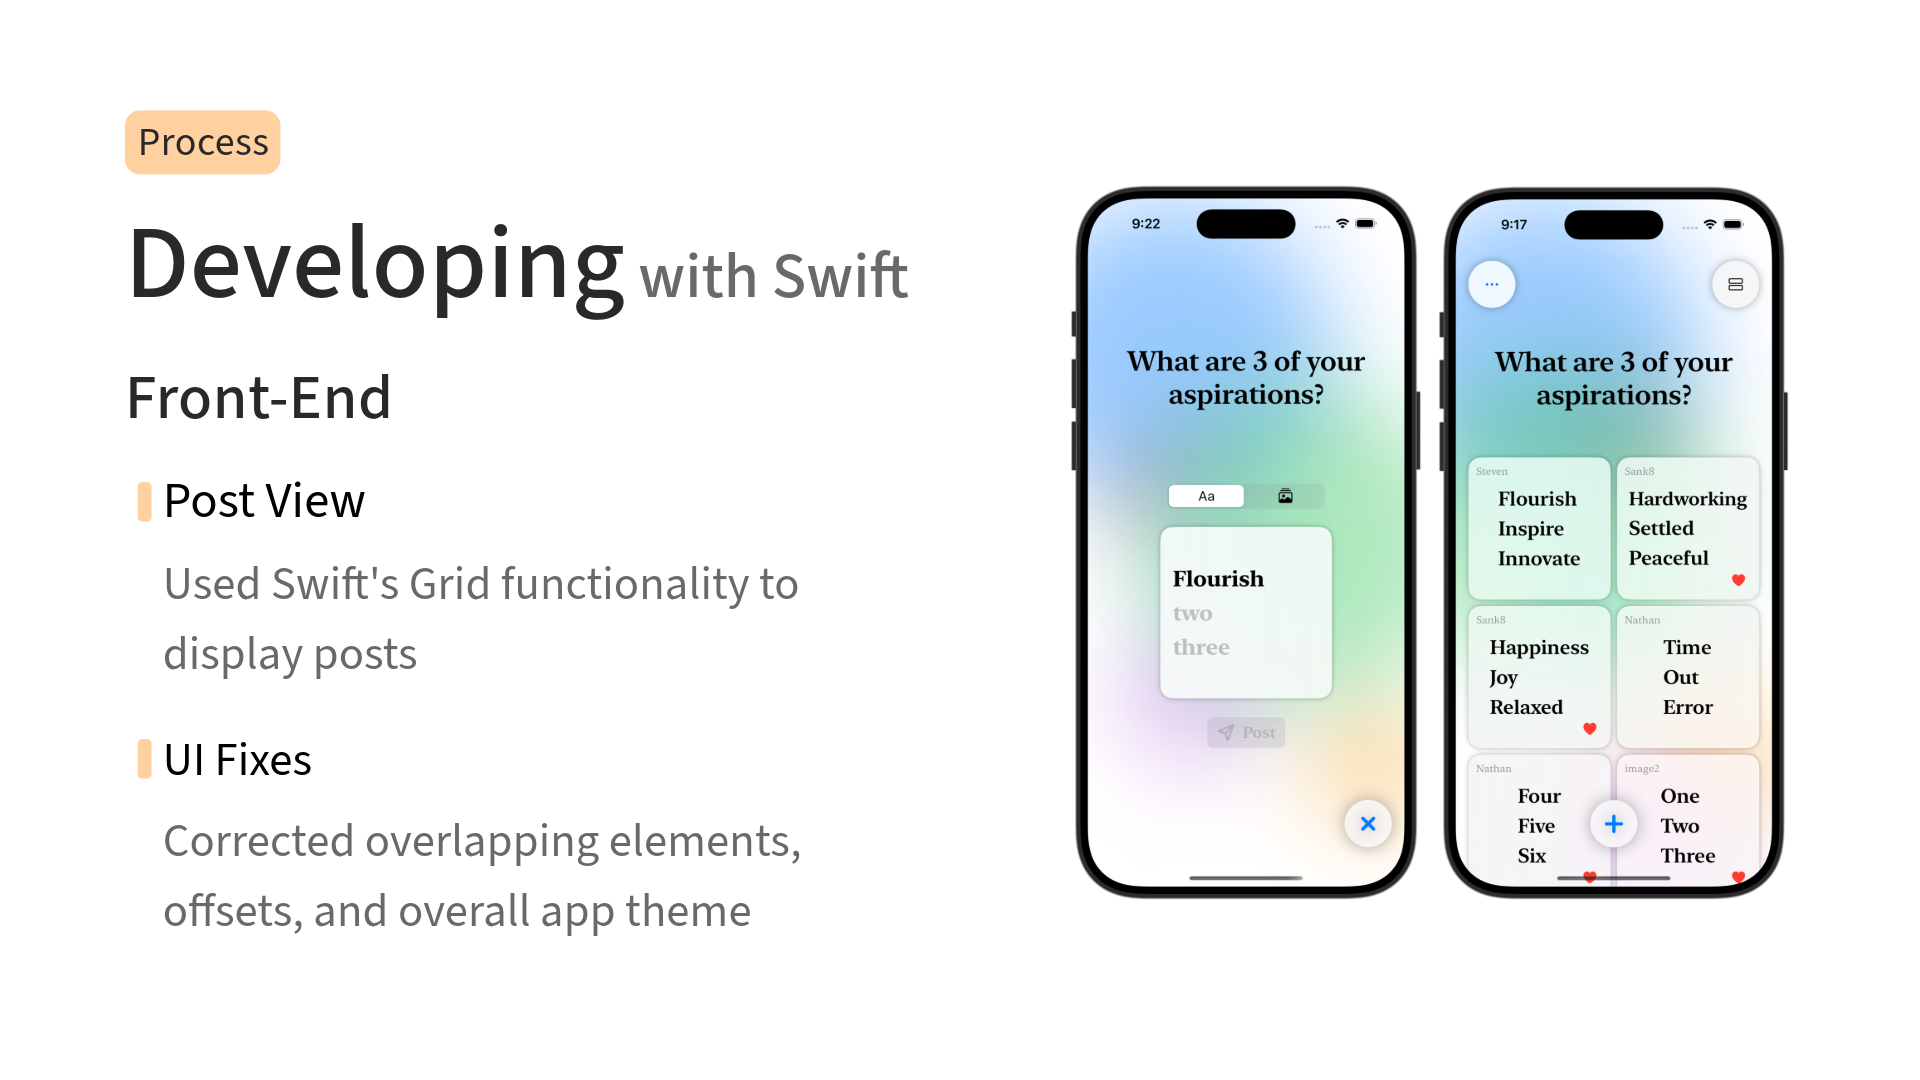 Process
Developing with Swift
Front-End
Post View
Used Swift's Grid functionality to
display posts
UI Fixes
Corrected overlapping elements,
offsets, and overall app theme
9:22
What are 3 of your
aspirations?
Aa
Flourish
two
three
Post
9:17
What are 3 of your
aspirations?
Steven
Flourish
Inspire
Innovate
Sank8
Hardworking
Settled
Peaceful
Sank8
Happiness
Joy
Relaxed
Nathan
Time
Out
Error
Nathan
Four
Five
Six
image2
One
Two
Three